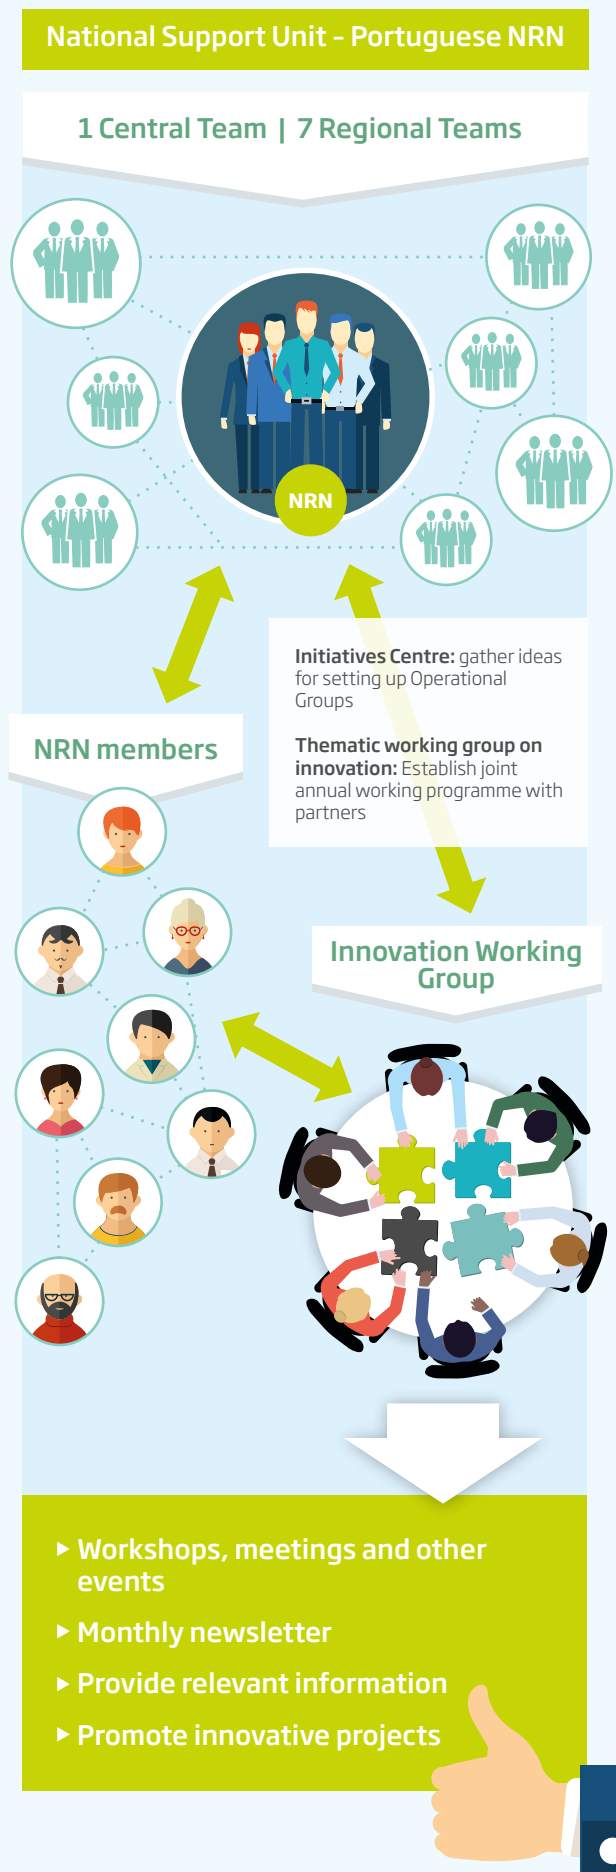 National Support Unit - Portuguese NRN
1 Central Team | 7 Regional Teams
NRN
Initiatives Centre: gather ideas
for setting up Operational
Groups
Thematic working group on
innovation: Establish joint
annual working programme with
partners
NRN members
Innovation Working
Group
Workshops, meetings and other
events
Monthly newsletter
Provide relevant information
Promote innovative projects